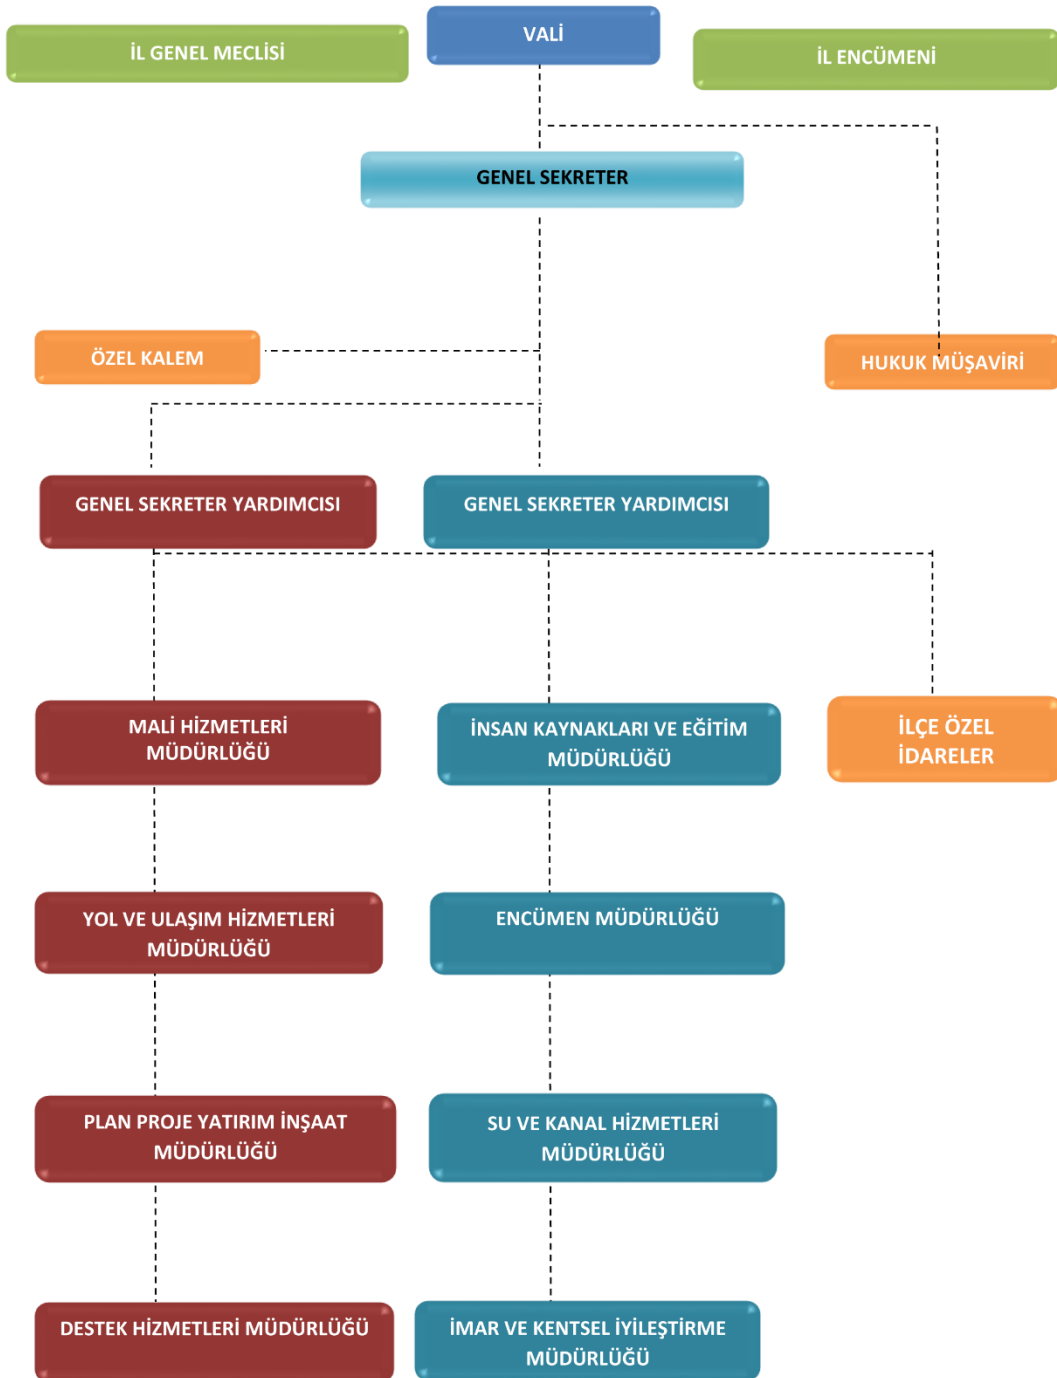 İL GENEL MECLİSİ
VALİ
İL ENCÜMENİ
GENEL SEKRETER
ÖZEL KALEM
HUKUK MÜŞAVİRİ
GENEL SEKRETER YARDIMCISI
GENEL SEKRETER YARDIMCISI
MALİ HİZMETLERİ
MÜDÜRLÜĞÜ
İNSAN KAYNAKLARI VE EĞİTİM
MÜDÜRLÜĞÜ
İLÇE ÖZEL
İDARELER
YOL VE ULAŞIM HİZMETLERİ
MÜDÜRLÜĞÜ
ENCÜMEN MÜDÜRLÜĞÜ
PLAN PROJE YATIRIM İNŞAAT
MÜDÜRLÜĞÜ
SU VE KANAL HİZMETLERİ
MÜDÜRLÜĞÜ
DESTEK HİZMETLERİ MÜDÜRLÜĞÜ
İMAR VE KENTSEL İYİLEŞTİRME
MÜDÜRLÜĞÜ